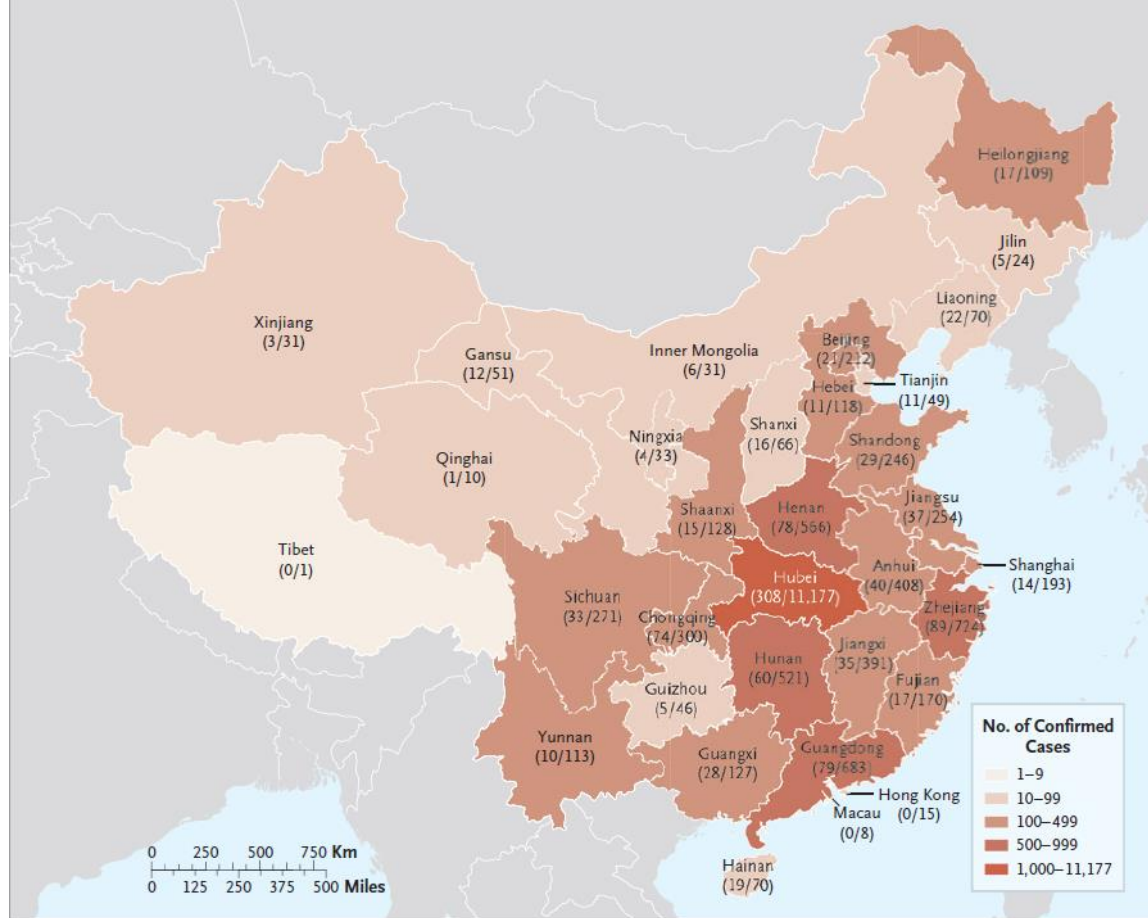 Heilongjiang
(17/109)
Jilin
(5/24)
Liaoning
(22/70)
Xinjiang
(3/31)
Gansu
(12/51)
Inner Mongolia
(6/31)
Beijing
(21/212)
Tianjin
(11/49)
Hebei
(11/118)
Shanxi
(16/66)
Ningxia
(4/33)
Shandong
(29/246)
Qinghai
(1/10)
Shaanxi
(15/128)
Henan
(78/566)
Jiangsu
(37/254)
Tibet
(0/1)
Hubei
(308/11,177)
Anhui
(40/408)
Shanghai
(14/193)
Sichuan
(33/271)
Chongqing
(74/300)
Zhejiang
(89/724)
Hunan
(60/521)
Jiangxi
(35/391)
Fujian
(17/170)
Guizhou
(5/46)
Yunnan
(10/113)
Guangxi
(28/127)
Guangdong
(79/683)
Hong Kong
(0/15)
Macau
(0/8)
Hainan
(19/70)
No. of Confirmed
Cases
1–9
10–99
100–499
500–999
1,000–11,177
0 250 500 750 Km
0 125 250 375 500 Miles